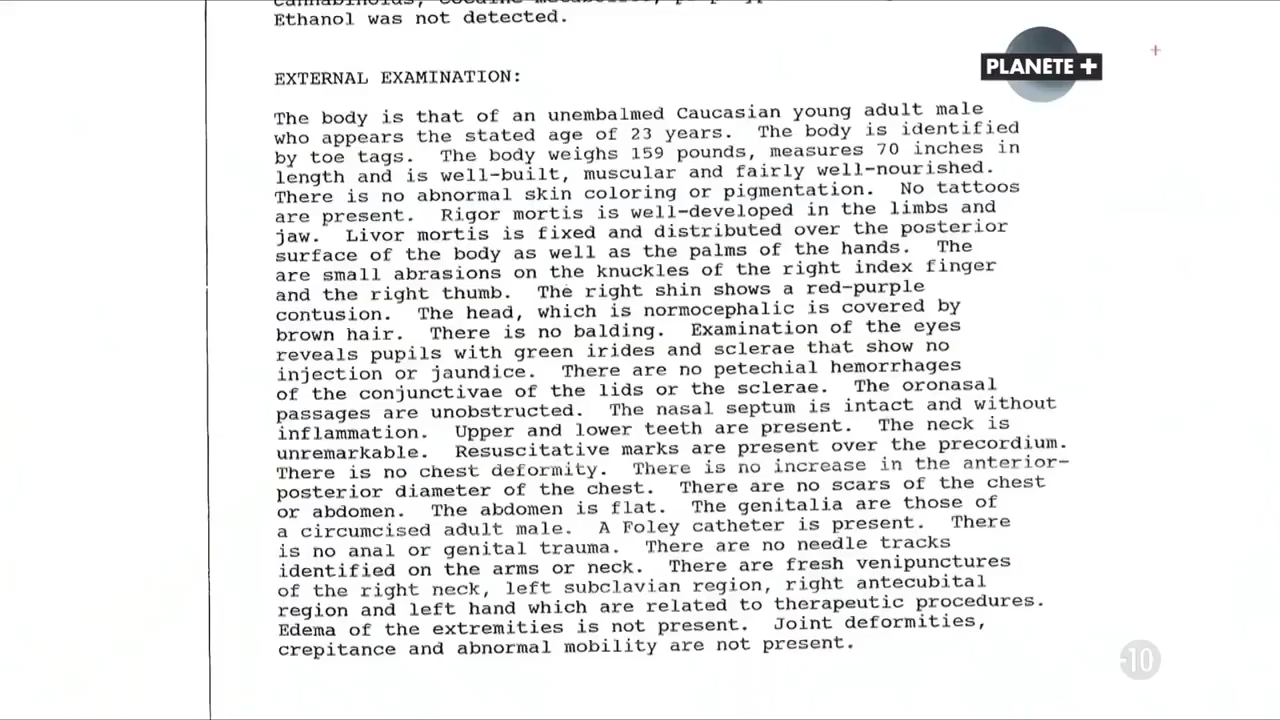 Ethanol was not detected.
EXTERNAL EXAMINATION:
The body is that of an unembalmed Caucasian young adult male
who appears the stated age of 23 years. The body is identified
by toe tags. The body weighs 159 pounds, measures 70 inches in
length and is well-built, muscular and fairly well-nourished.
There is no abnormal skin coloring or pigmentation. No tattoos
are present. Rigor mortis is well-developed in the limbs and
jaw. Livor mortis is fixed and distributed over the posterior
surface of the body as well as the palms of the hands. The
are small abrasions on the knuckles of the right index finger
and the right thumb. The right shin shows a red-purple
contusion. The head, which is normocephalic is covered by
brown hair. There is no balding. Examination of the eyes
reveals pupils with green irides and sclerae that show no
injection or jaundice. There are no petechial hemorrhages
of the conjunctivae of the lids or the sclerae. The oronasal
passages are unobstructed. The nasal septum is intact and without
inflammation. Upper and lower teeth are present. The neck is
unremarkable. Resuscitative marks are present over the precordium.
There is no chest deformity. There is no increase in the anterior-
posterior diameter of the chest. There are no scars of the chest
or abdomen. The abdomen is flat. The genitalia are those of
a circumcised adult male. A Foley catheter is present. There
is no anal or genital trauma. There are no needle tracks
identified on the arms or neck. There are fresh venipunctures
of the right neck, left subclavian region, right antecubital
region and left hand which are related to therapeutic procedures.
Edema of the extremities is not present. Joint deformities,
crepitance and abnormal mobility are not present.
PLANETE +
-10